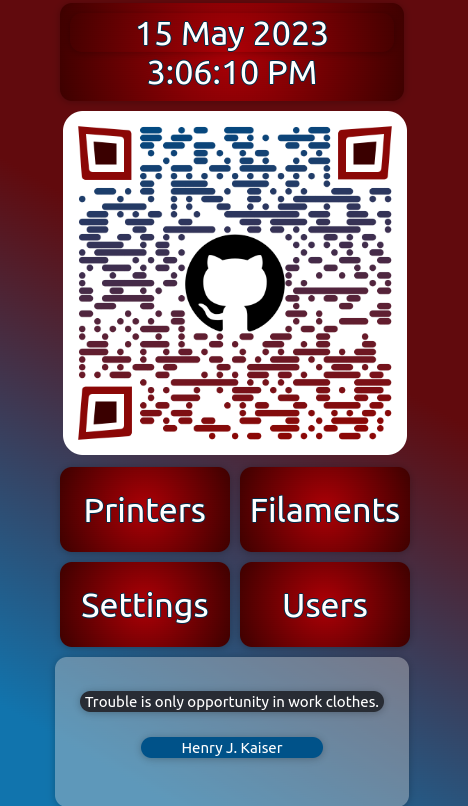 15 May 2023
3:06:10 PM
Printers
Filaments
Settings
Users
Trouble is only opportunity in work clothes.
Henry J. Kaiser